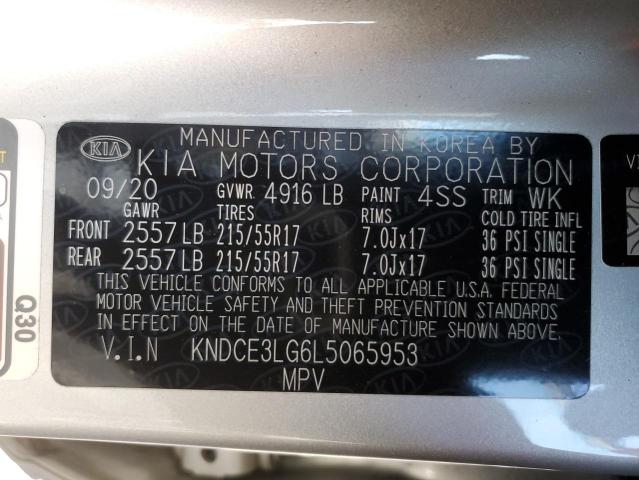 KIA
MANUFACTURED IN KOREA BY
KIA MOTORS CORPORATION
09/20 GVWR 4916 LB PAINT 4SS TRIM WK
GAWR TIRES RIMS COLD TIRE INFL
FRONT 2557 LB 215/55R17 7.0Jx17 36 PSI SINGLE
REAR 2557 LB 215/55R17 7.0Jx17 36 PSI SINGLE
THIS VEHICLE CONFORMS TO ALL APPLICABLE U.S.A. FEDERAL
MOTOR VEHICLE SAFETY AND THEFT PREVENTION STANDARDS
IN EFFECT ON THE DATE OF MANUFACTURE SHOWN ABOVE.
V.I.N KNDCE3LG6L5065953
MPV
Q30